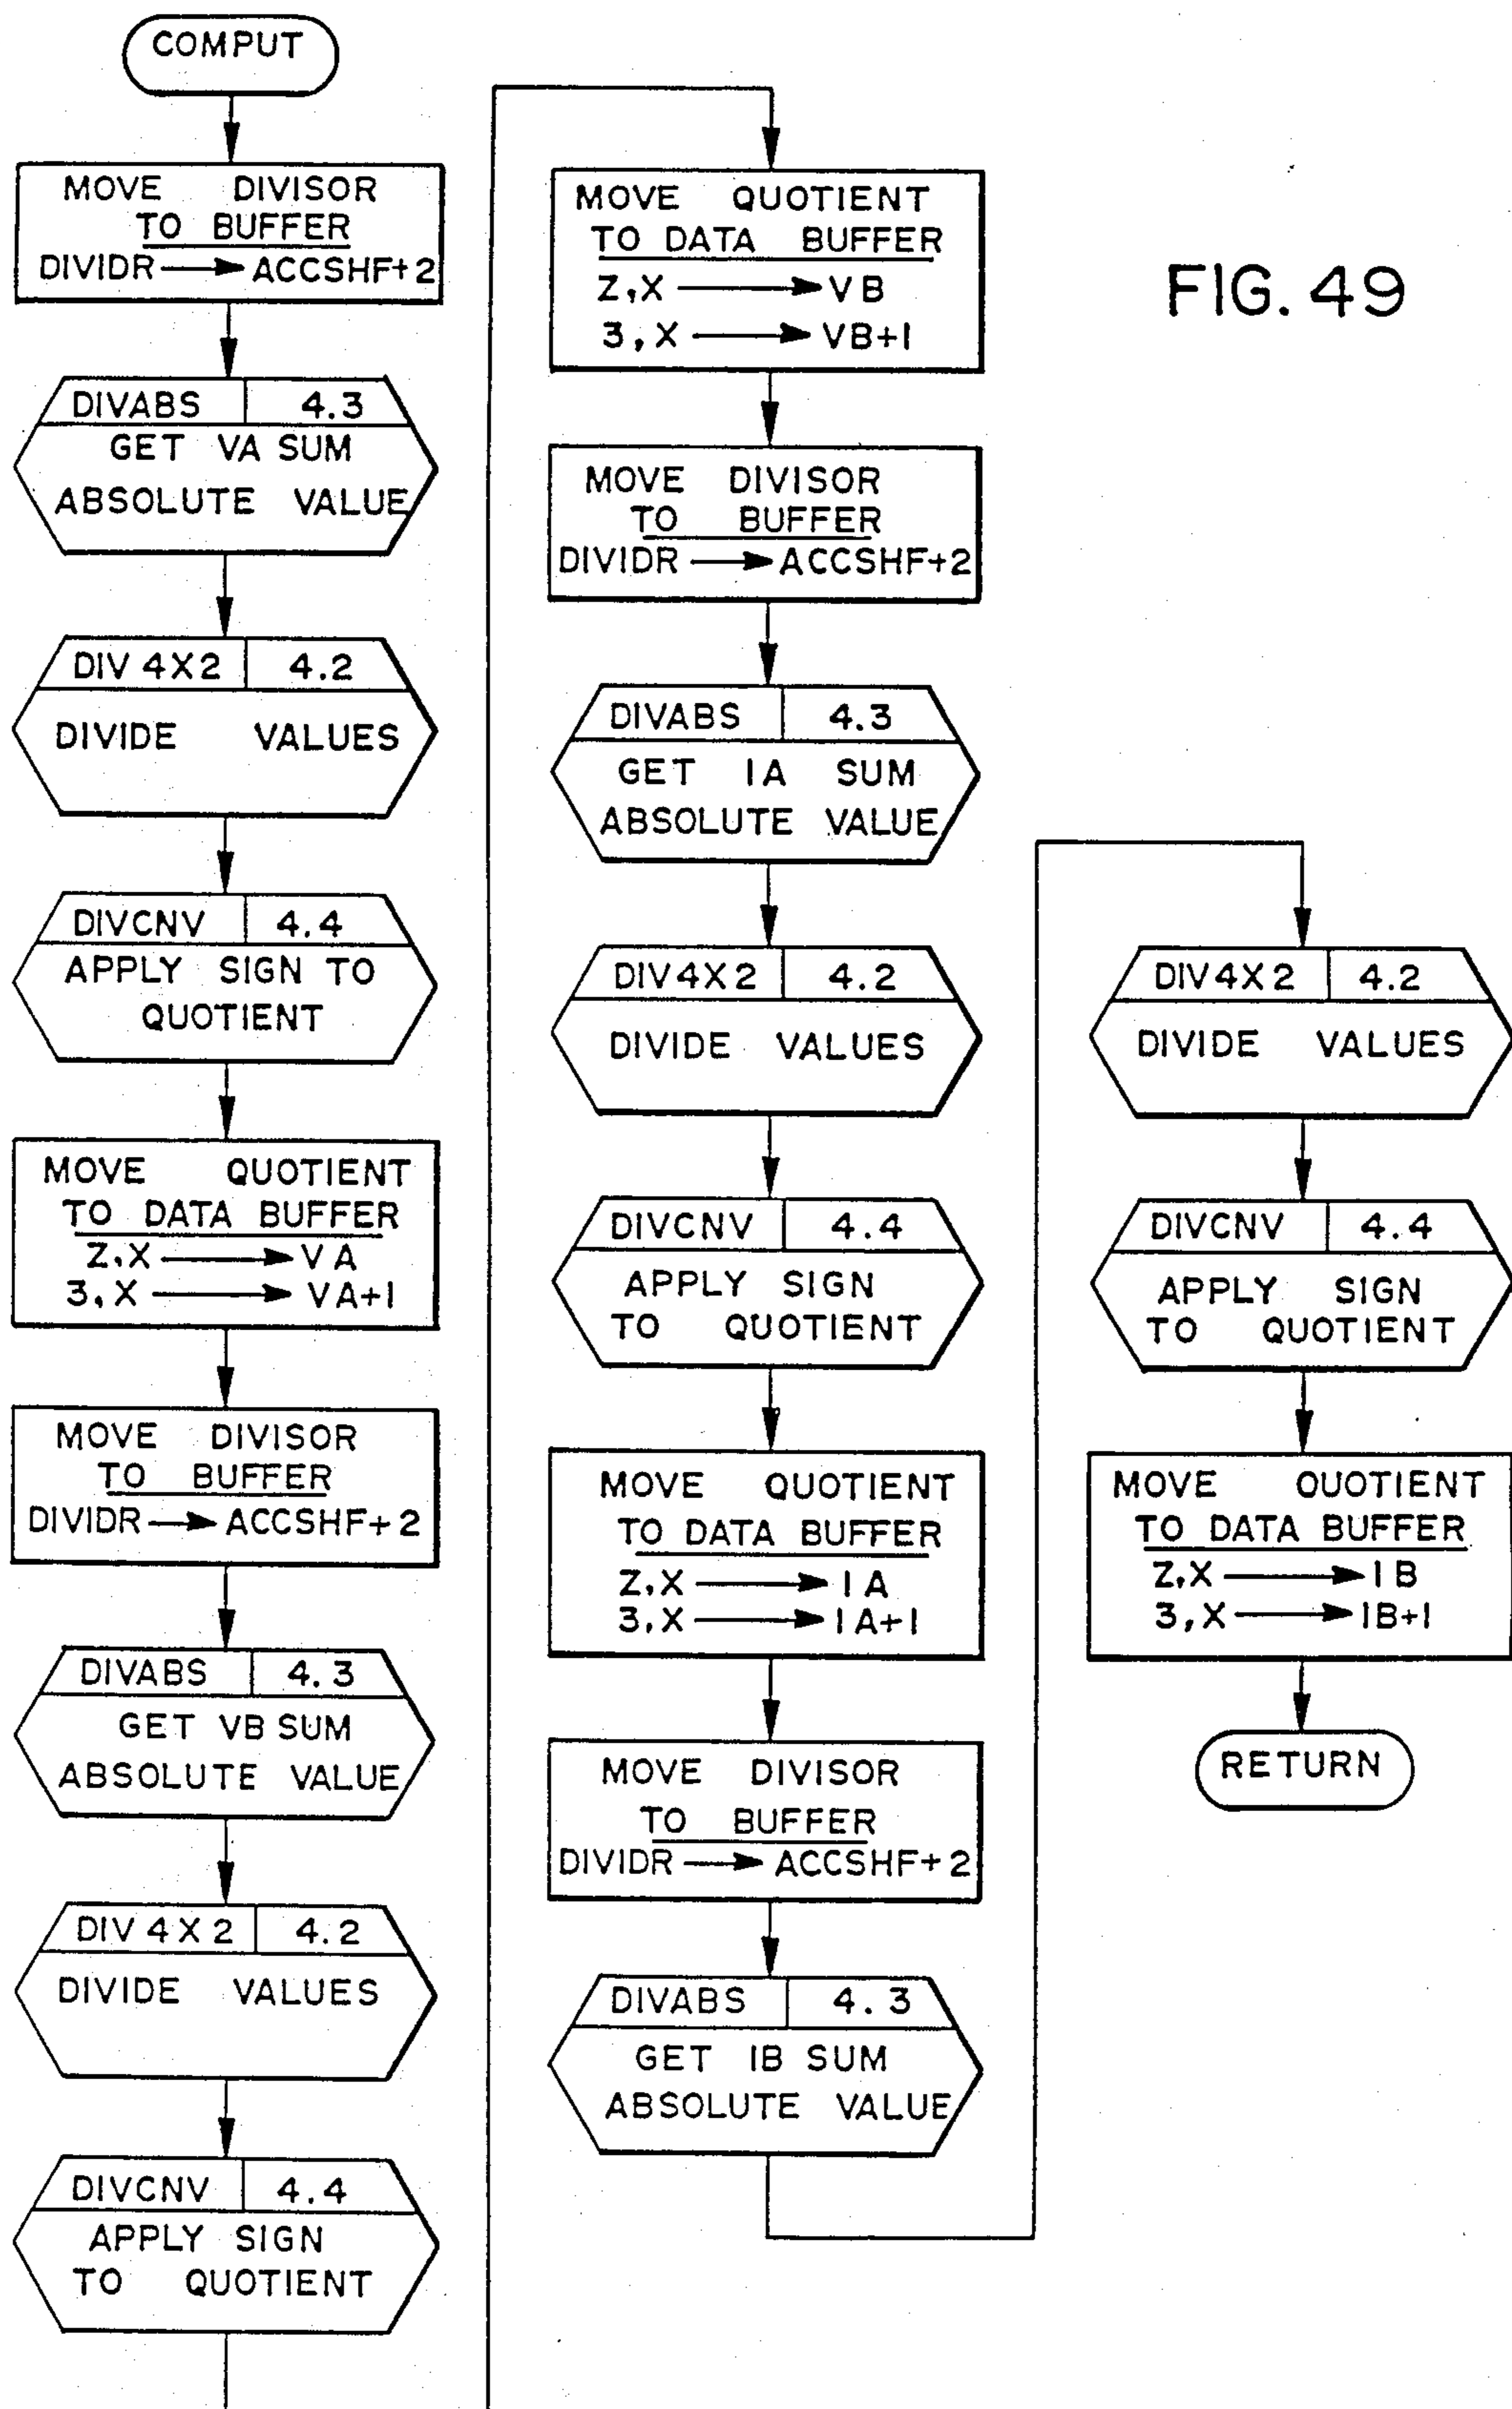 COMPUT
MOVE DIVISOR
TO BUFFER
DIVIDR → ACCSHF+2
DIVABS 4.3
GET VA SUM
ABSOLUTE VALUE
DIV 4X2 4.2
DIVIDE VALUES
DIVCNV 4.4
APPLY SIGN TO
QUOTIENT
MOVE QUOTIENT
TO DATA BUFFER
Z,X → VA
3,X → VA+1
MOVE DIVISOR
TO BUFFER
DIVIDR → ACCSHF+2
DIVABS 4.3
GET VB SUM
ABSOLUTE VALUE
DIV 4X2 4.2
DIVIDE VALUES
DIVCNV 4.4
APPLY SIGN
TO QUOTIENT
MOVE QUOTIENT
TO DATA BUFFER
Z,X → VB
3,X → VB+1
MOVE DIVISOR
TO BUFFER
DIVIDR → ACCSHF+2
DIVABS 4.3
GET IA SUM
ABSOLUTE VALUE
DIV4X2 4.2
DIVIDE VALUES
DIVCNV 4.4
APPLY SIGN
TO QUOTIENT
MOVE QUOTIENT
TO DATA BUFFER
Z,X → IA
3,X → IA+1
MOVE DIVISOR
TO BUFFER
DIVIDR → ACCSHF+2
DIVABS 4.3
GET IB SUM
ABSOLUTE VALUE
DIV4X2 4.2
DIVIDE VALUES
DIVCNV 4.4
APPLY SIGN
TO QUOTIENT
MOVE OUOTIENT
TO DATA BUFFER
Z,X → IB
3,X → IB+1
RETURN
FIG. 49